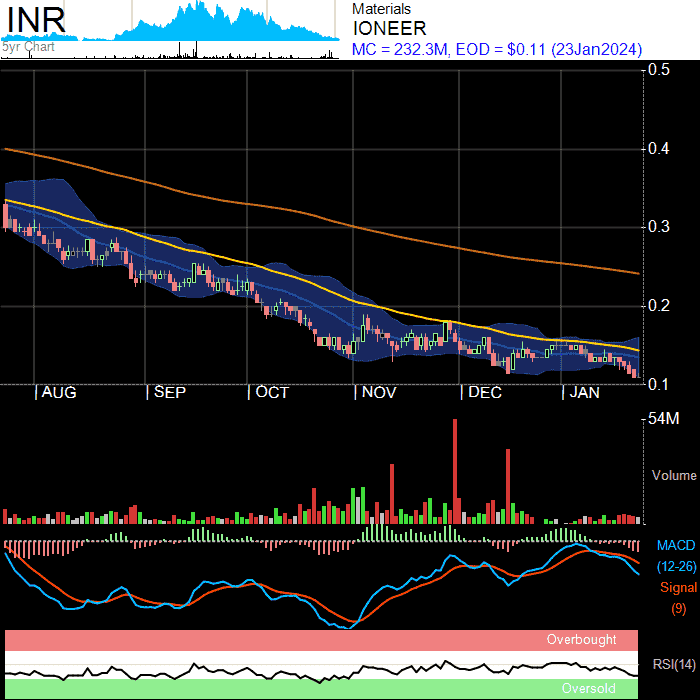 INR
5yr Chart
Materials
IONEER
MC = 232.3M, EOD = $0.11 (23Jan2024)
0.5
0.4
0.3
0.2
0.1
AUG SEP OCT NOV DEC JAN
54M
Volume
MACD
(12-26)
Signal
(9)
Overbought
RSI(14)
Oversold